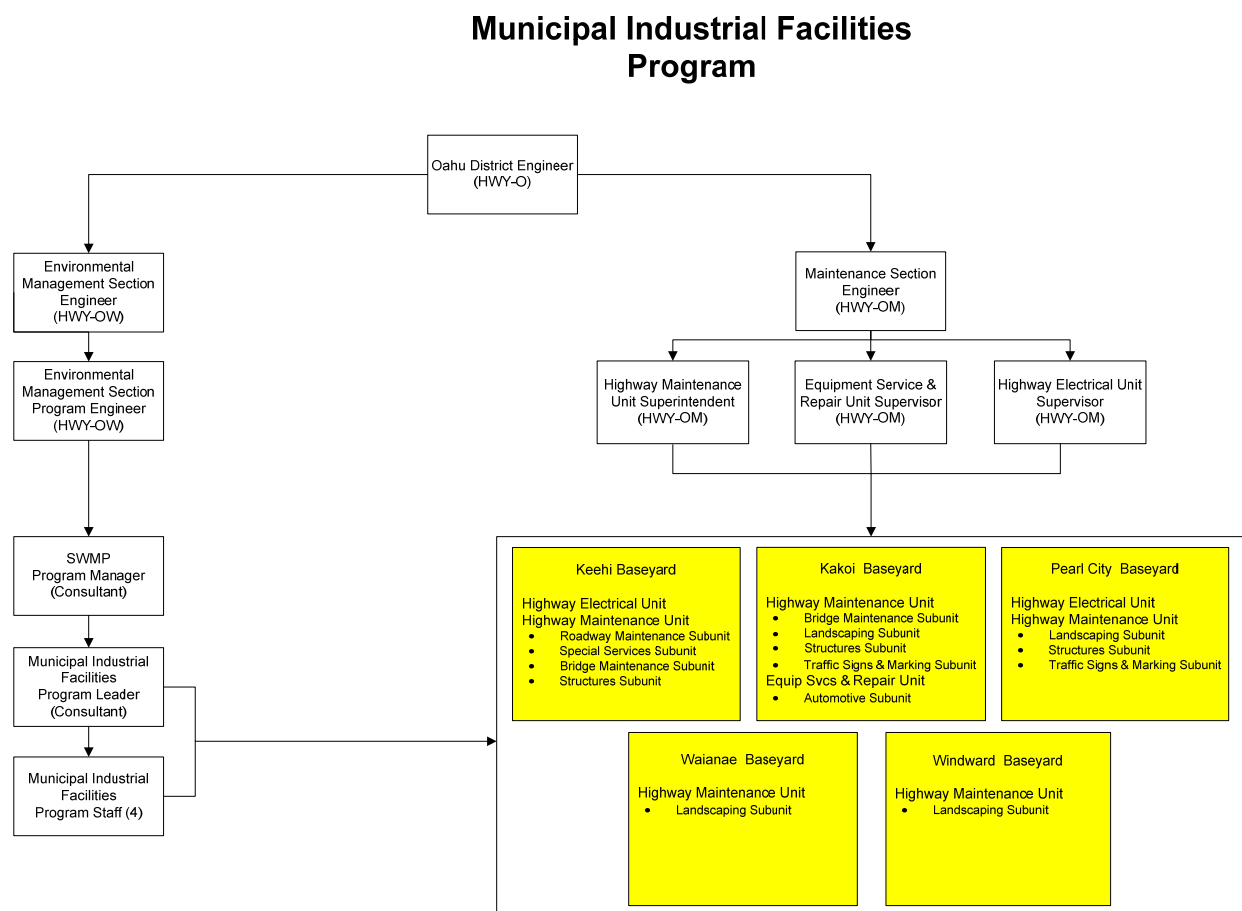 Municipal Industrial Facilities
Program
Oahu District Engineer
(HWY-O)
Environmental
Management Section
Engineer
(HWY-OW)
Maintenance Section
Engineer
(HWY-OM)
Environmental
Management Section
Program Engineer
(HWY-OW)
Highway Maintenance
Unit Superintendent
(HWY-OM)
Equipment Service &
Repair Unit Supervisor
(HWY-OM)
Highway Electrical Unit
Supervisor
(HWY-OM)
SWMP
Program Manager
(Consultant)
Municipal Industrial
Facilities
Program Leader
(Consultant)
Municipal Industrial
Facilities
Program Staff (4)
Keehi Baseyard
Highway Electrical Unit
Highway Maintenance Unit
• Roadway Maintenance Subunit
• Special Services Subunit
• Bridge Maintenance Subunit
• Structures Subunit
Kakoi Baseyard
Highway Maintenance Unit
• Bridge Maintenance Subunit
• Landscaping Subunit
• Structures Subunit
• Traffic Signs & Marking Subunit
Equip Svcs & Repair Unit
• Automotive Subunit
Pearl City Baseyard
Highway Electrical Unit
Highway Maintenance Unit
• Landscaping Subunit
• Structures Subunit
• Traffic Signs & Marking Subunit
Waianae Baseyard
Highway Maintenance Unit
• Landscaping Subunit
Windward Baseyard
Highway Maintenance Unit
• Landscaping Subunit